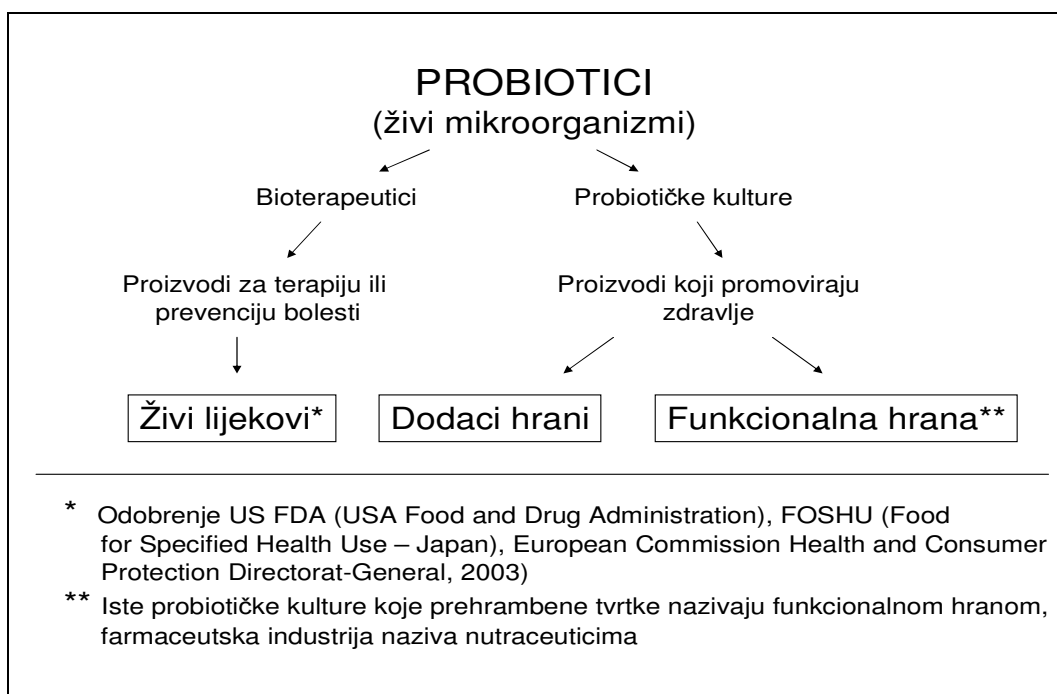 PROBIOTICI
(živi mikroorganizmi)
Bioterapeutici
Probiotičke kulture
Proizvodi za terapiju ili
prevenciju bolesti
Proizvodi koji promoviraju
zdravlje
Živi lijekovi*
Dodaci hrani
Funkcionalna hrana**
* Odobrenje US FDA (USA Food and Drug Administration), FOSHU (Food
for Specified Health Use – Japan), European Commission Health and Consumer
Protection Directorat-General, 2003)
** Iste probiotičke kulture koje prehrambene tvrtke nazivaju funkcionalnom hranom,
farmaceutska industrija naziva nutraceuticima